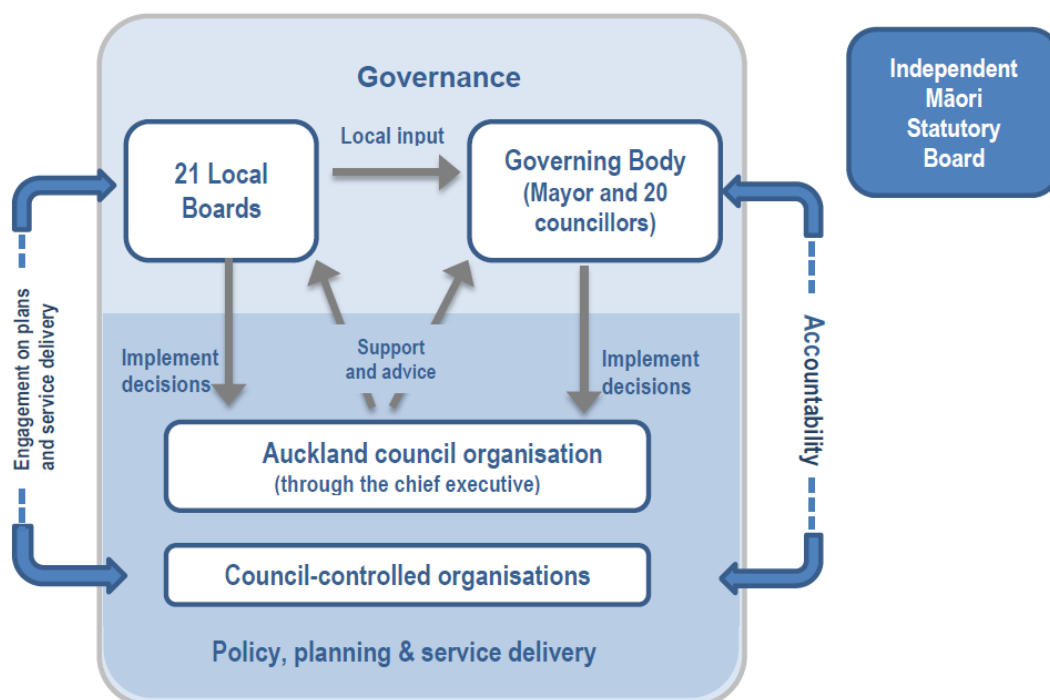 Governance
Independent
Māori
Statutory
Board
Local input
21 Local
Boards
Governing Body
(Mayor and 20
councillors)
Engagement on plans
and service delivery
Accountability
Implement
decisions
Support
and advice
Implement
decisions
Auckland council organisation
(through the chief executive)
Council-controlled organisations
Policy, planning & service delivery